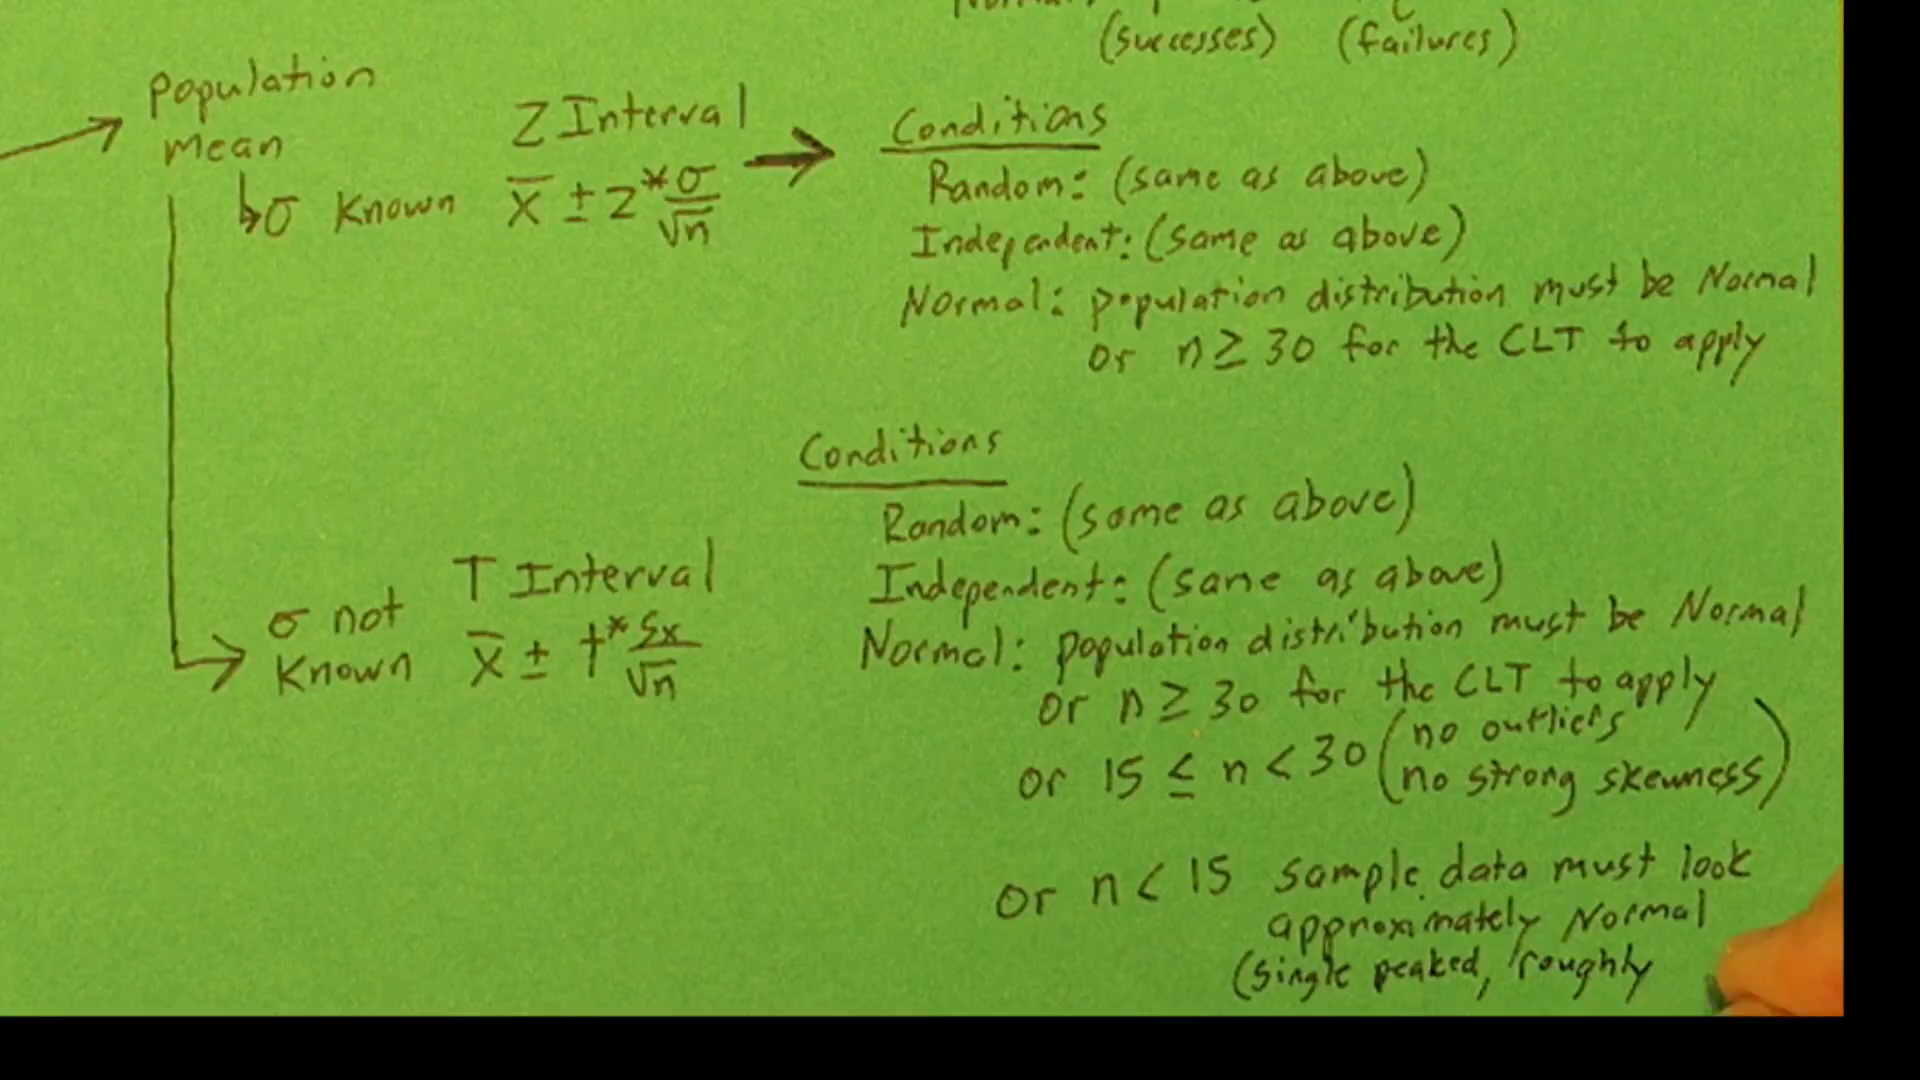 (successes) (failures)
Population
mean
σ Known
Z Interval
x̄ ± z* σ/√n
Conditions
Random: (same as above)
Independent: (same as above)
Normal: population distribution must be Normal
or n ≥ 30 for the CLT to apply
σ not
Known
T Interval
x̄ ± t* Sx/√n
Conditions
Random: (same as above)
Independent: (same as above)
Normal: population distribution must be Normal
or n ≥ 30 for the CLT to apply
or 15 ≤ n < 30 (no outliers
no strong skewness)
or n < 15 sample data must look
approximately Normal
(single peaked, roughly